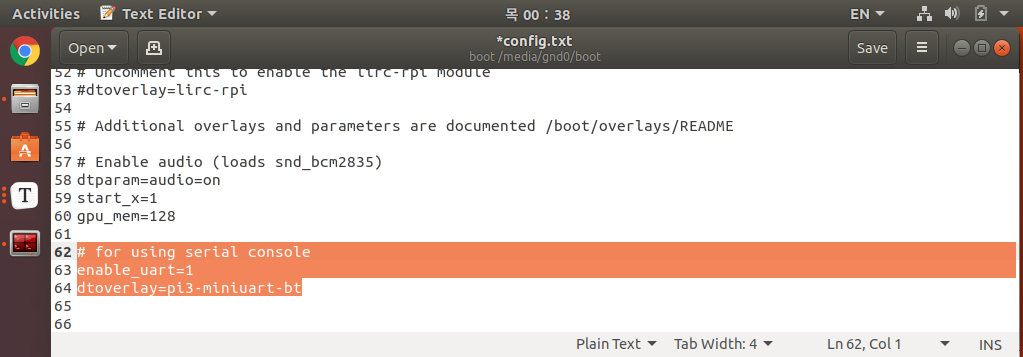 Activities Text Editor 목 00 : 38 EN
Open *config.txt Save
boot /media/gnd0/boot
52 # Uncomment this to enable the lirc-rpi module
53 #dtoverlay=lirc-rpi
54
55 # Additional overlays and parameters are documented /boot/overlays/README
56
57 # Enable audio (loads snd_bcm2835)
58 dtparam=audio=on
59 start_x=1
60 gpu_mem=128
61
62 # for using serial console
63 enable_uart=1
64 dtoverlay=pi3-miniuart-bt
65
66
T
Plain Text Tab Width: 4 Ln 62, Col 1 INS